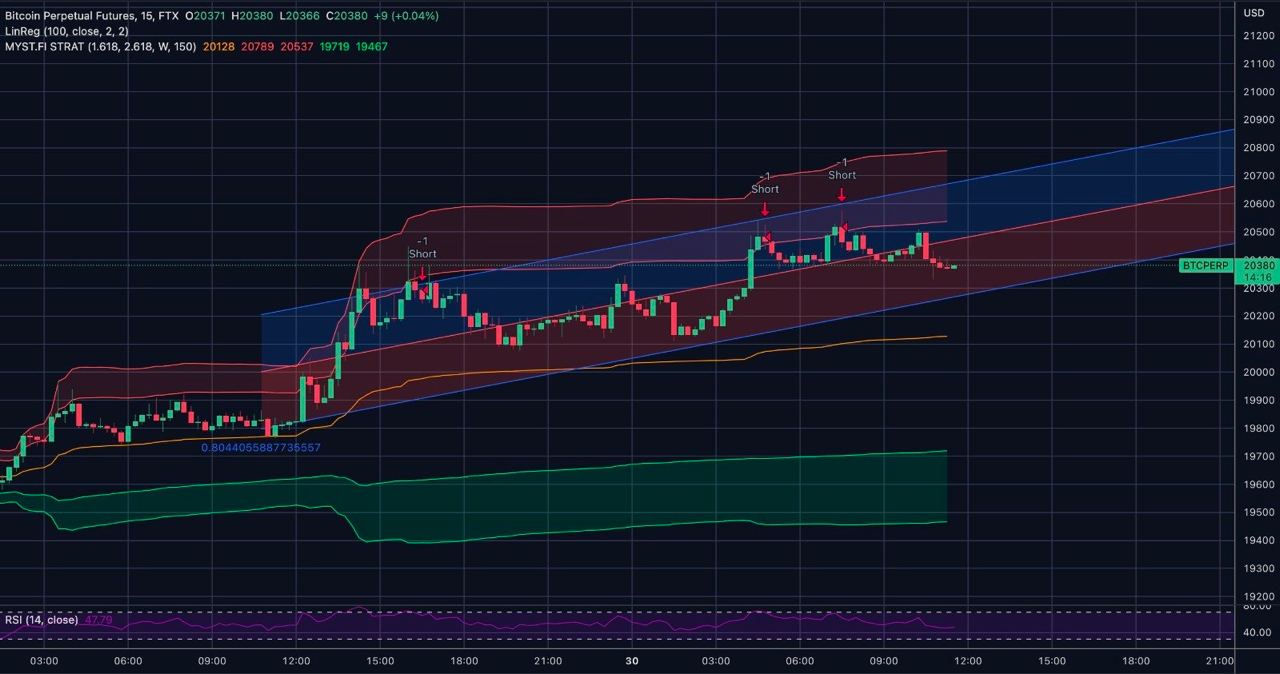 Bitcoin Perpetual Futures, 15, FTX O20371 H20380 L20366 C20380 +9 (+0.04%)
USD
LinReg (100, close, 2, 2)
MYST.FI STRAT (1.618, 2.618, W, 150) 20128 20789 20537 19719 19467
21200
21100
21000
20900
20800
20700
20600
20500
20400
BTCPERP 20380
14:16
20300
20200
20100
20000
19900
19800
19700
19600
19500
19400
19300
19200
-1
Short
-1
Short
-1
Short
0.8044055887735557
RSI (14, close) 47.79
80.00
40.00
03:00 06:00 09:00 12:00 15:00 18:00 21:00 30 03:00 06:00 09:00 12:00 15:00 18:00 21:00